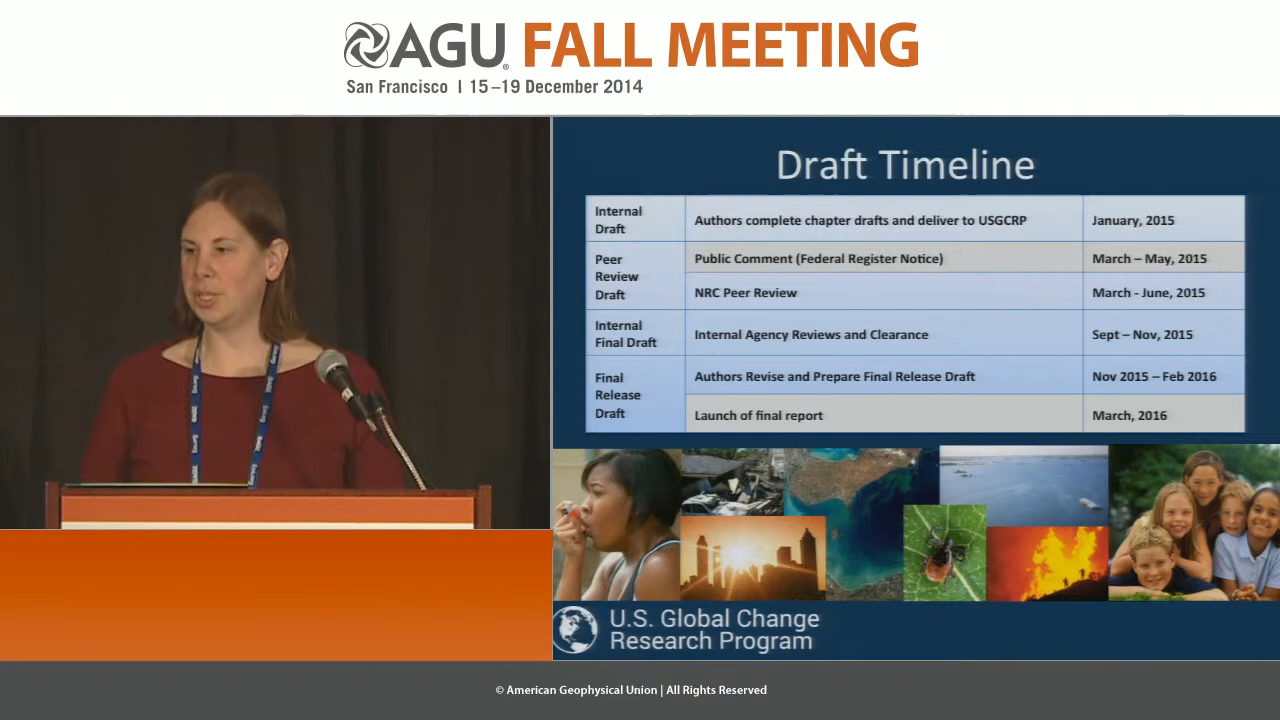 AGU FALL MEETING
San Francisco | 15–19 December 2014
Draft Timeline
Internal
Draft
Authors complete chapter drafts and deliver to USGCRP
January, 2015
Peer
Review
Draft
Public Comment (Federal Register Notice)
March – May, 2015
NRC Peer Review
March - June, 2015
Internal
Final Draft
Internal Agency Reviews and Clearance
Sept – Nov, 2015
Final
Release
Draft
Authors Revise and Prepare Final Release Draft
Nov 2015 – Feb 2016
Launch of final report
March, 2016
U.S. Global Change
Research Program
© American Geophysical Union | All Rights Reserved